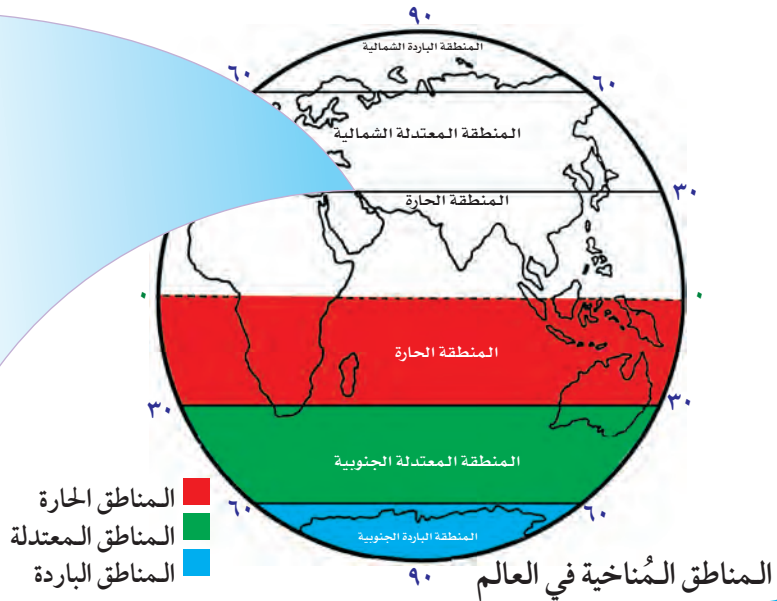 ٩٠
المنطقة الباردة الشمالية
٦٠
٦٠
المنطقة المعتدلة الشمالية
٣٠
المنطقة الحارة
٠
٠
المنطقة الحارة
٣٠
٣٠
المنطقة المعتدلة الجنوبية
٦٠
٦٠
المنطقة الباردة الجنوبية
٩٠
المناطق الحارة
المناطق المعتدلة
المناطق الباردة
المناطق المُناخية في العالم